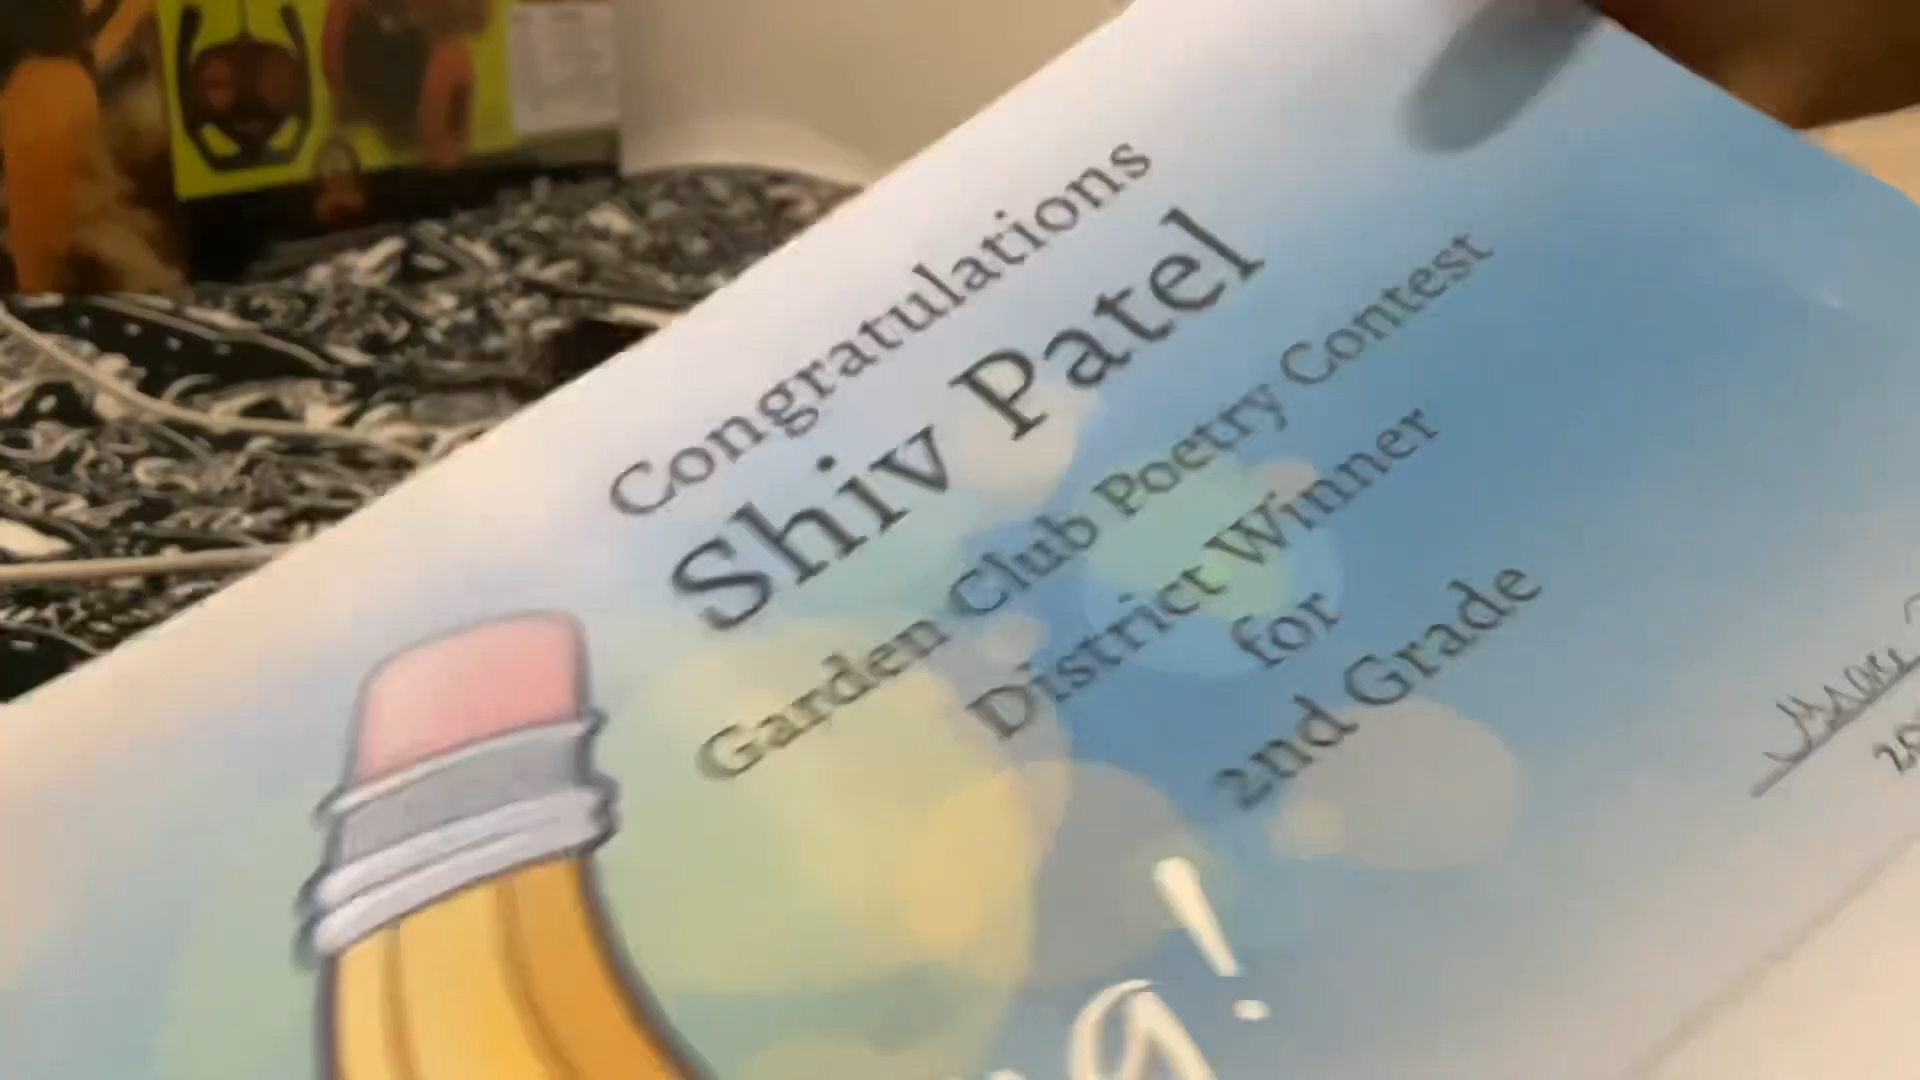 Congratulations
Shiv Patel
Garden Club Poetry Contest
District Winner
for
2nd Grade